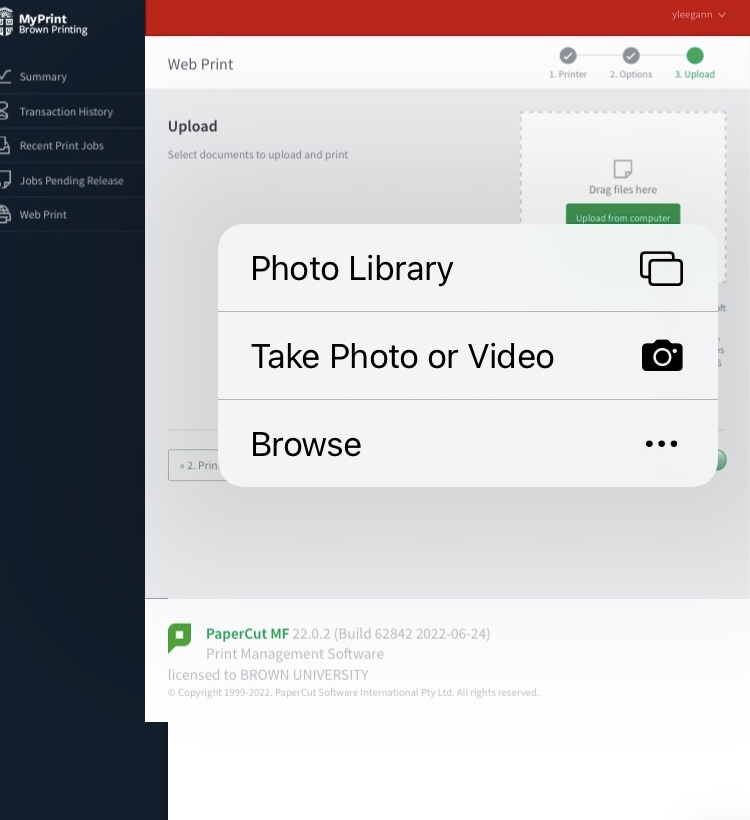 MyPrint
Brown Printing
yleegann
Summary
Transaction History
Recent Print Jobs
Jobs Pending Release
Web Print
Web Print
1. Printer
2. Options
3. Upload
Upload
Select documents to upload and print
Drag files here
Upload from computer
Photo Library
Take Photo or Video
Browse
« 2. Prin
PaperCut MF 22.0.2 (Build 62842 2022-06-24)
Print Management Software
licensed to BROWN UNIVERSITY
© Copyright 1999-2022. PaperCut Software International Pty Ltd. All rights reserved.